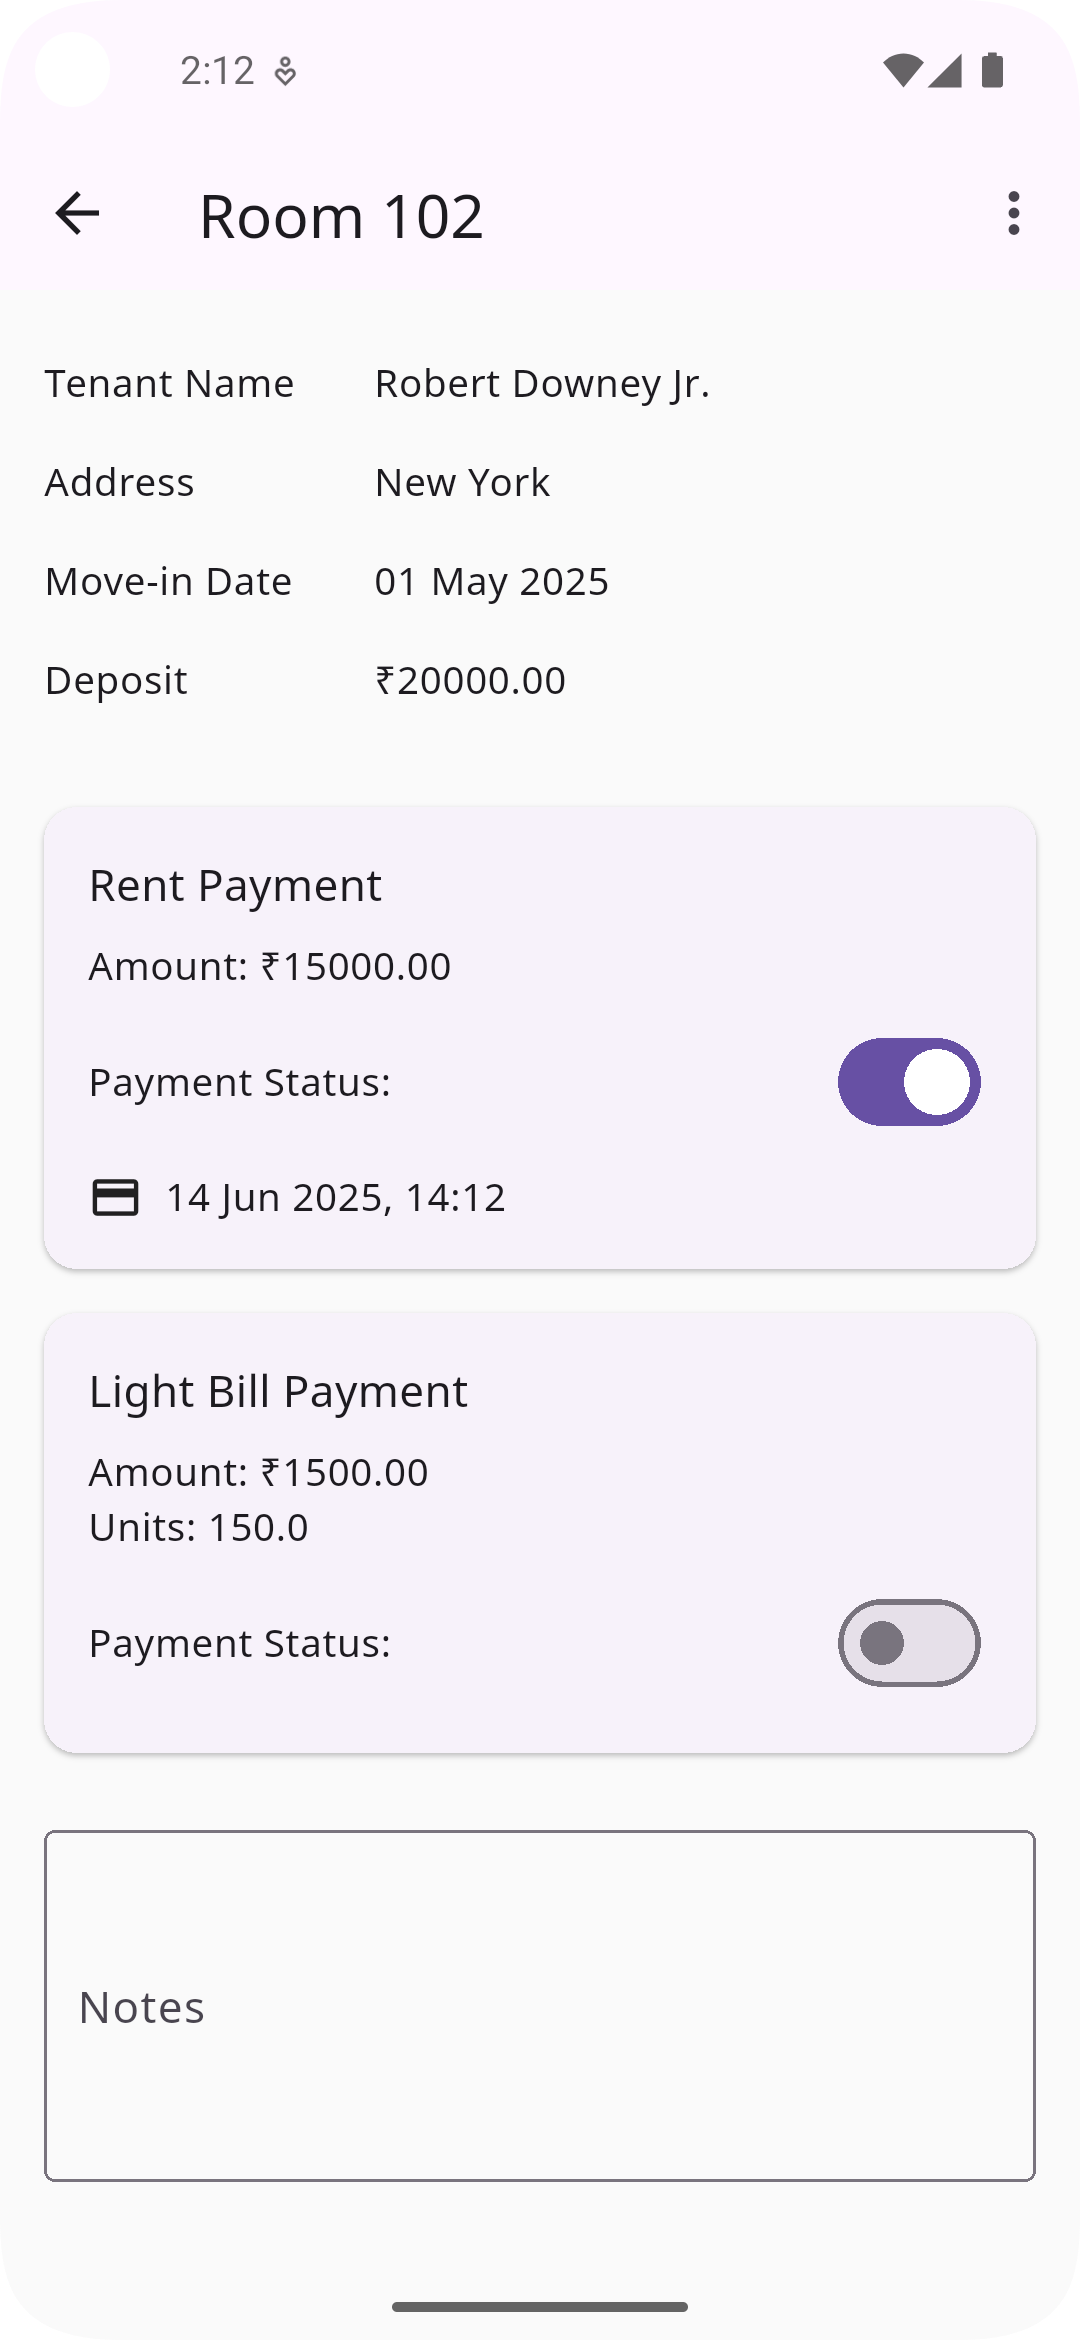 2:12
Room 102
Tenant Name Robert Downey Jr.
Address New York
Move-in Date 01 May 2025
Deposit ₹20000.00
Rent Payment
Amount: ₹15000.00
Payment Status:
14 Jun 2025, 14:12
Light Bill Payment
Amount: ₹1500.00
Units: 150.0
Payment Status:
Notes